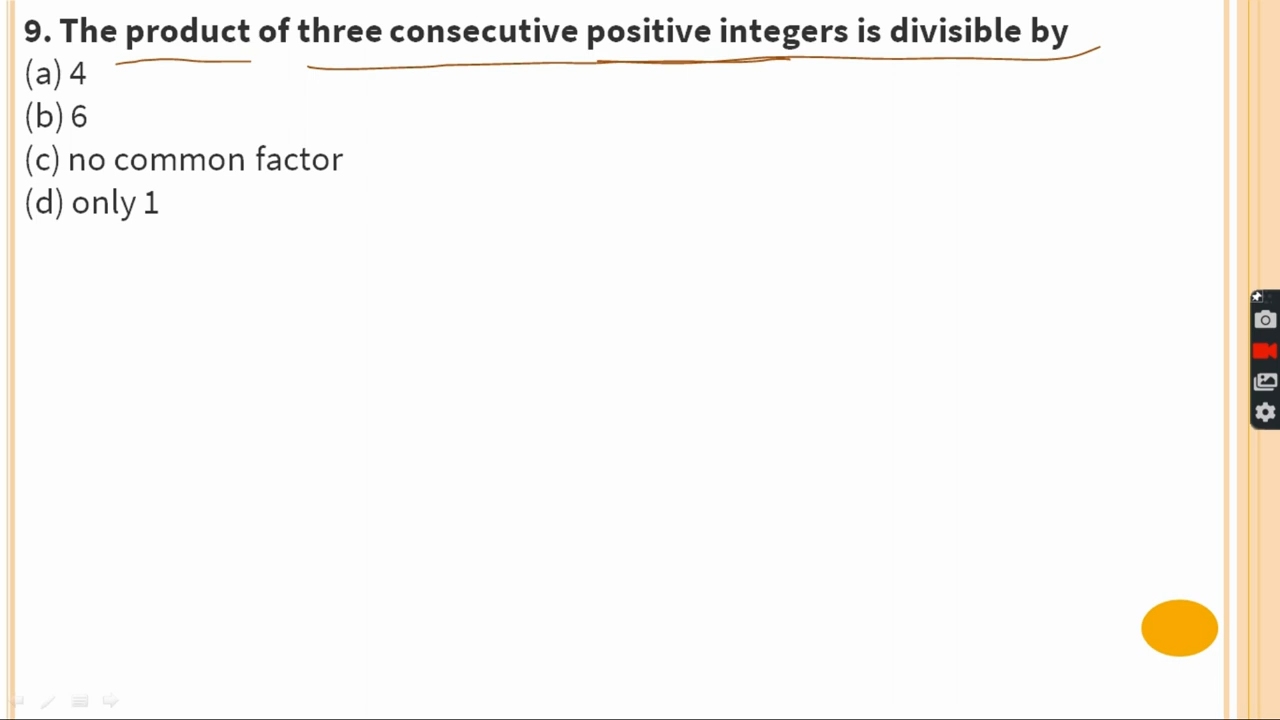 9. The product of three consecutive positive integers is divisible by
(a) 4
(b) 6
(c) no common factor
(d) only 1